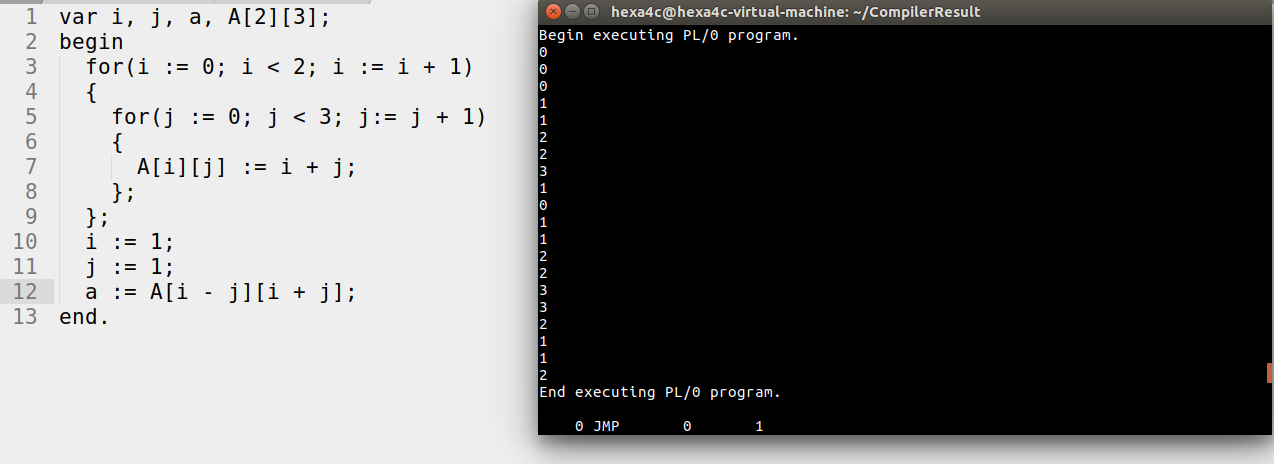 1 var i, j, a, A[2][3];
2 begin
3   for(i := 0; i < 2; i := i + 1)
4   {
5     for(j := 0; j < 3; j:= j + 1)
6     {
7       A[i][j] := i + j;
8     };
9   };
10   i := 1;
11   j := 1;
12   a := A[i - j][i + j];
13 end.
hexa4c@hexa4c-virtual-machine: ~/CompilerResult
Begin executing PL/0 program.
0
0
0
1
1
2
2
3
1
0
1
1
2
2
3
3
2
1
1
2
End executing PL/0 program.
0 JMP 0 1